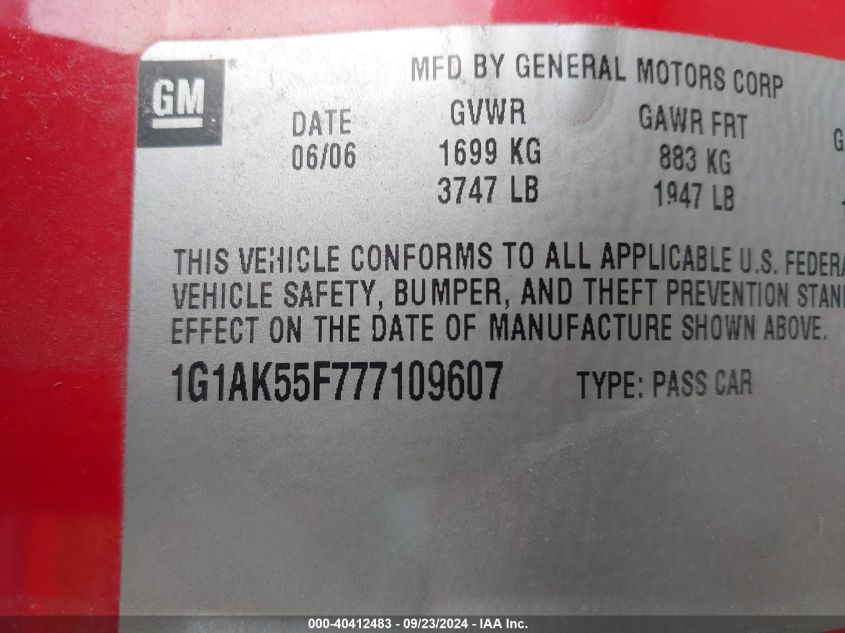 GM®
MFD BY GENERAL MOTORS CORP
DATE GVWR GAWR FRT G
06/06 1699 KG 883 KG
3747 LB 1947 LB
THIS VEHICLE CONFORMS TO ALL APPLICABLE U.S. FEDERA
VEHICLE SAFETY, BUMPER, AND THEFT PREVENTION STAN
EFFECT ON THE DATE OF MANUFACTURE SHOWN ABOVE.
1G1AK55F777109607 TYPE: PASS CAR
000-40412483 - 09/23/2024 - IAA Inc.